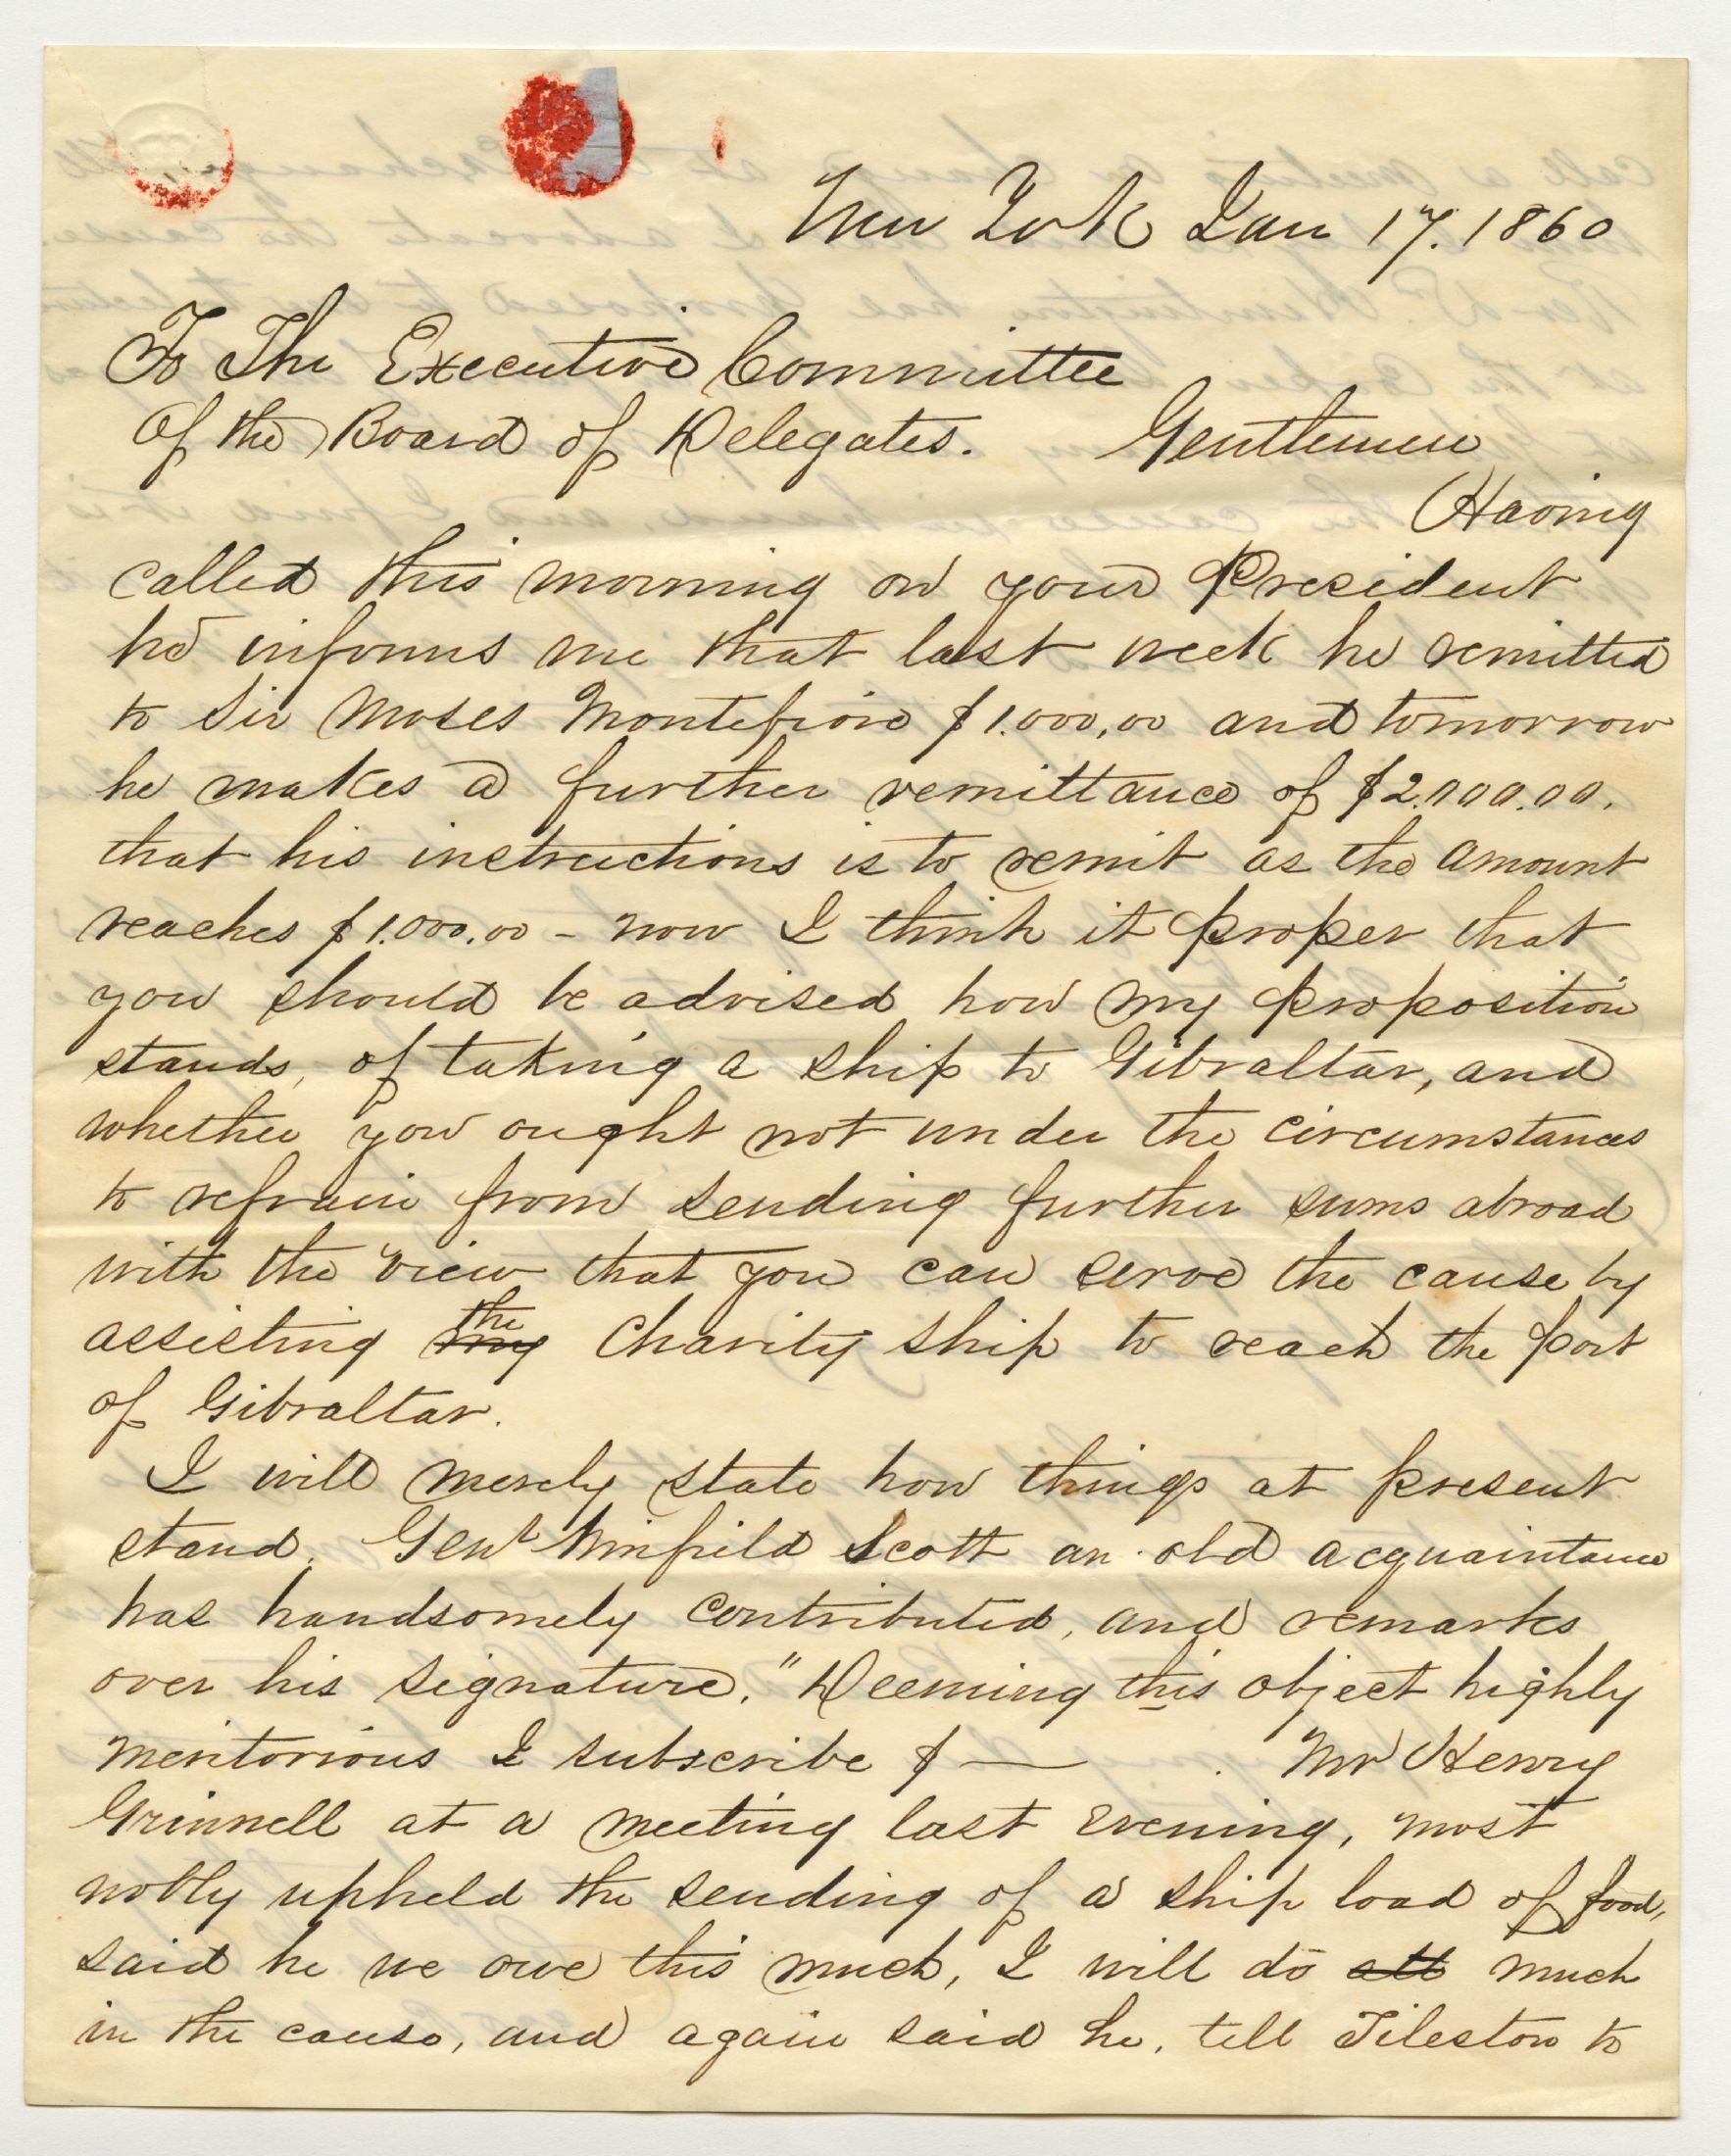 New York Jan 17. 1860
To The Executive Committee
Of the Board of Delegates. Gentlemen
Having
called this morning on your President
he informs me that last week he remitted
to Sir Moses Montefiore $1.000,00 and tomorrow
he makes a further remittance of $2.000.00.
that his instructions is to remit as the amount
reaches $1.000.00 - now I think it proper that
you should be advised how my proposition
stands, of taking a ship to Gibraltar, and
whether you ought not under the circumstances
to refrain from sending further sums abroad
with the view that you can serve the cause by
assisting my the Charity ship to reach the port
of Gibraltar.
I will merely state how things at present
stand. Genl Winfield Scott an old acquaintance
has handsomely contributed, and remarks
over his signature. "Deeming this object highly
meritorious I subscribe $ — . Mr Henry
Grinnell at a meeting last Evening, most
nobly upheld the sending of a ship load of food,
said he we owe this much, I will do all much
in the cause, and again said he, tell Tileston to